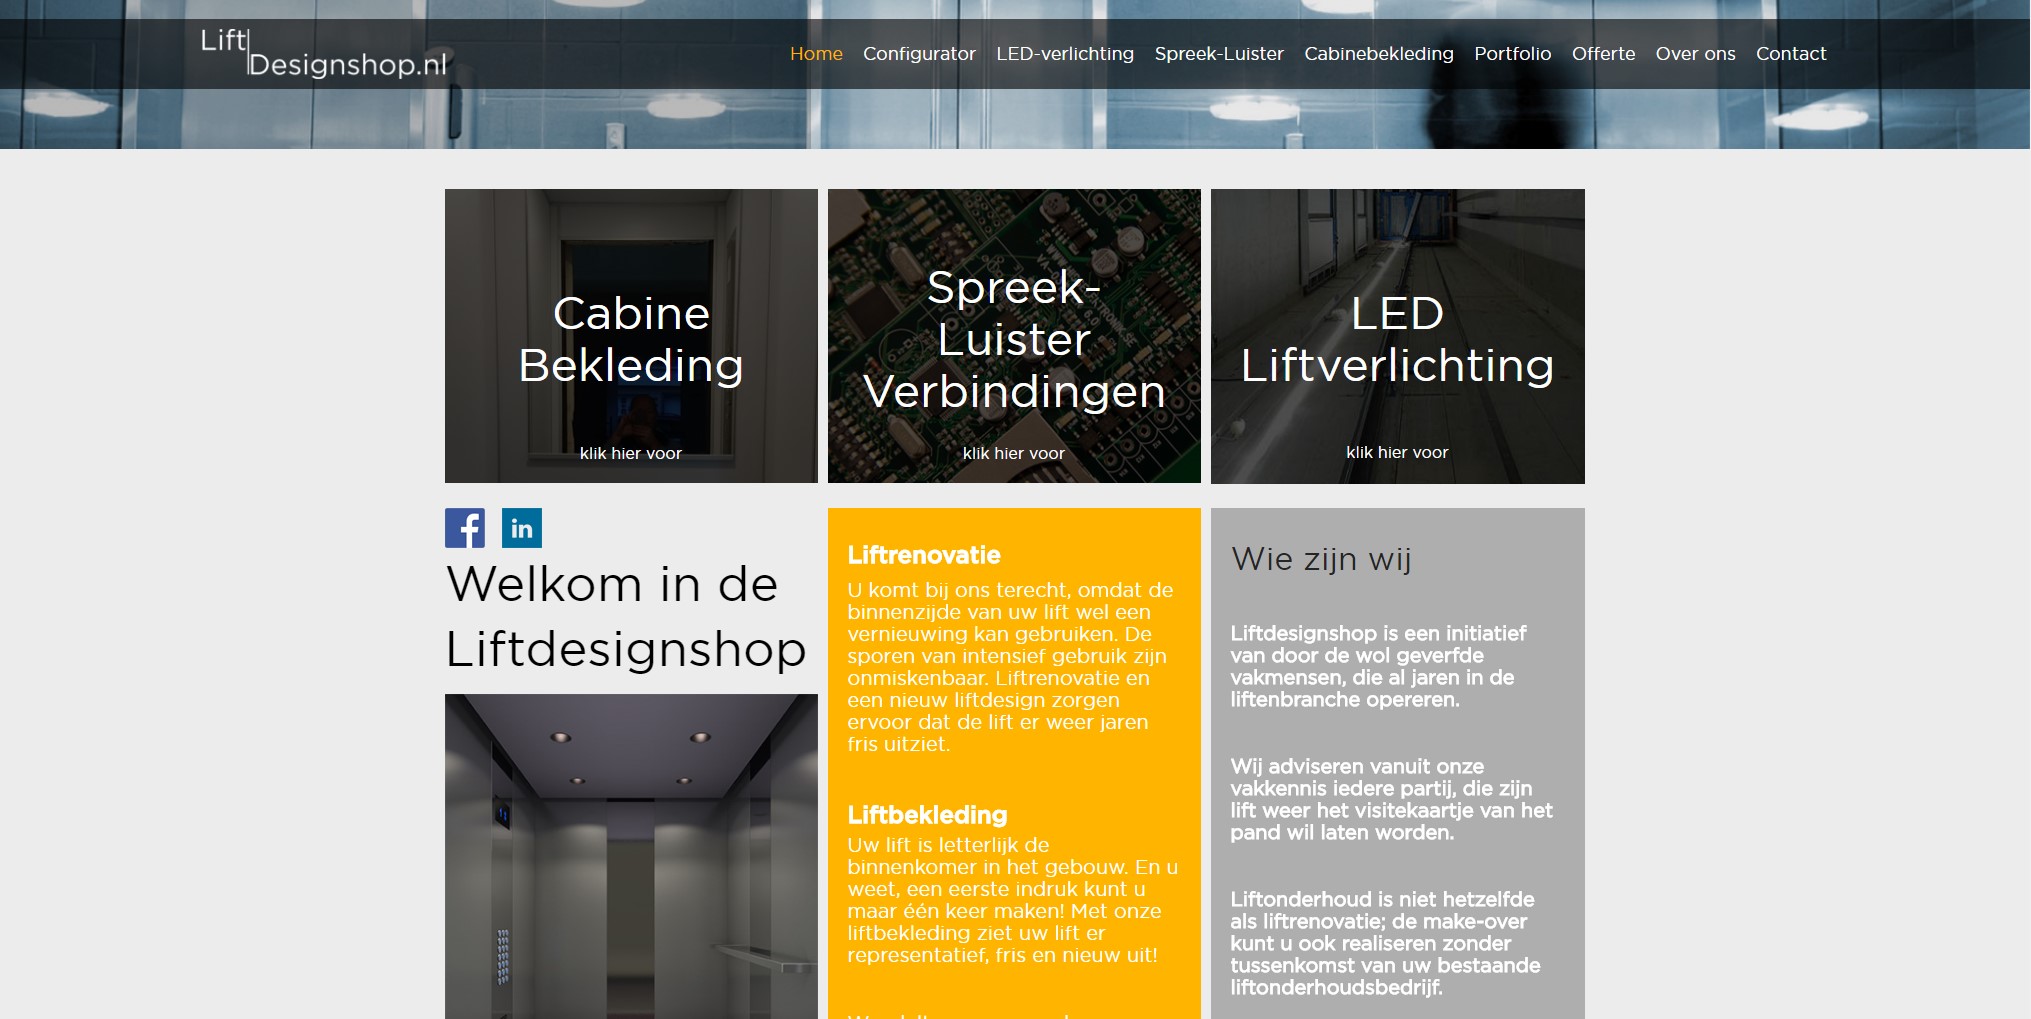 Lift
Designshop.nl
Home Configurator LED-verlichting Spreek-Luister Cabinebekleding Portfolio Offerte Over ons Contact
Cabine
Bekleding
klik hier voor
Spreek-
Luister
Verbindingen
klik hier voor
LED
Liftverlichting
klik hier voor
f in
Welkom in de
Liftdesignshop
Liftrenovatie
U komt bij ons terecht, omdat de
binnenzijde van uw lift wel een
vernieuwing kan gebruiken. De
sporen van intensief gebruik zijn
onmiskenbaar. Liftrenovatie en
een nieuw liftdesign zorgen
ervoor dat de lift er weer jaren
fris uitziet.
Liftbekleding
Uw lift is letterlijk de
binnenkomer in het gebouw. En u
weet, een eerste indruk kunt u
maar één keer maken! Met onze
liftbekleding ziet uw lift er
representatief, fris en nieuw uit!
Wie zijn wij
Liftdesignshop is een initiatief
van door de wol geverfde
vakmensen, die al jaren in de
liftenbranche opereren.
Wij adviseren vanuit onze
vakkennis iedere partij, die zijn
lift weer het visitekaartje van het
pand wil laten worden.
Liftonderhoud is niet hetzelfde
als liftrenovatie; de make-over
kunt u ook realiseren zonder
tussenkomst van uw bestaande
liftonderhoudsbedrijf.